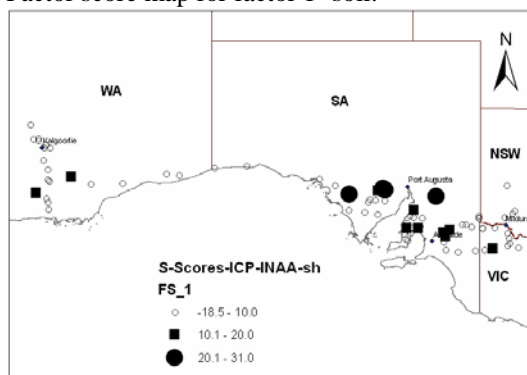 Factor score map for factor 1- soil.
N
WA
SA
NSW
Kalgoorlie
Port Augusta
Mildura
Adelaide
VIC
S-Scores-ICP-INAA-sh
FS_1
-18.5 - 10.0
10.1 - 20.0
20.1 - 31.0